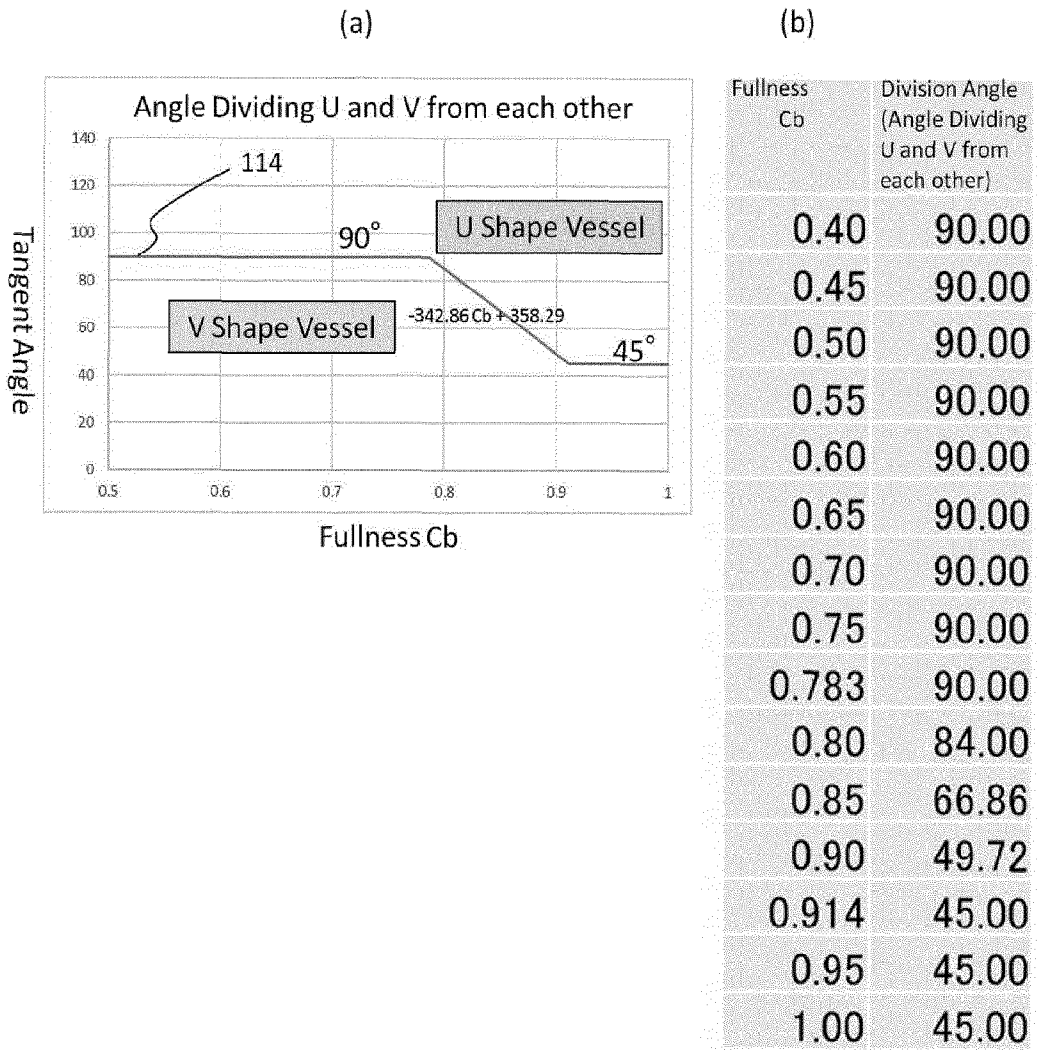 (a)
Angle Dividing U and V from each other
140
120
100
80
60
40
20
0
114
90°
U Shape Vessel
V Shape Vessel
-342.86 Cb + 358.29
45°
Tangent Angle
0.5 0.6 0.7 0.8 0.9 1
Fullness Cb
(b)
Fullness
Cb
Division Angle
(Angle Dividing
U and V from
each other)
0.40 90.00
0.45 90.00
0.50 90.00
0.55 90.00
0.60 90.00
0.65 90.00
0.70 90.00
0.75 90.00
0.783 90.00
0.80 84.00
0.85 66.86
0.90 49.72
0.914 45.00
0.95 45.00
1.00 45.00